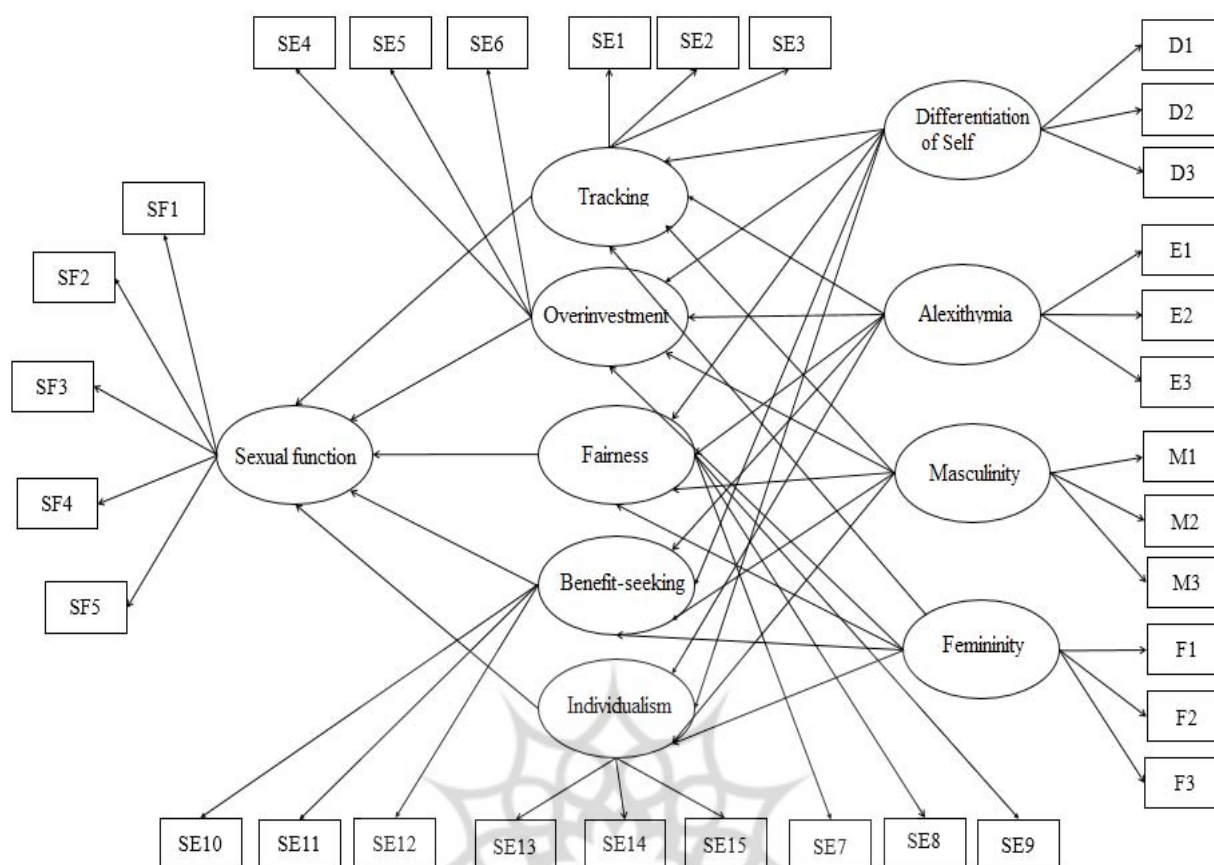 SE4
SE5
SE6
SE1
SE2
SE3
D1
D2
D3
Differentiation
of Self
Tracking
SF1
SF2
SF3
SF4
SF5
E1
E2
E3
Overinvestment
Alexithymia
Sexual function
Fairness
Masculinity
M1
M2
M3
Benefit-seeking
Femininity
F1
F2
F3
Individualism
SE10
SE11
SE12
SE13
SE14
SE15
SE7
SE8
SE9